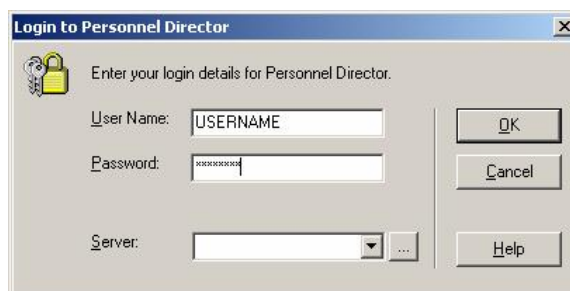 Login to Personnel Director
Enter your login details for Personnel Director.
User Name: USERNAME
OK
Password: ********
Cancel
Server:
...
Help